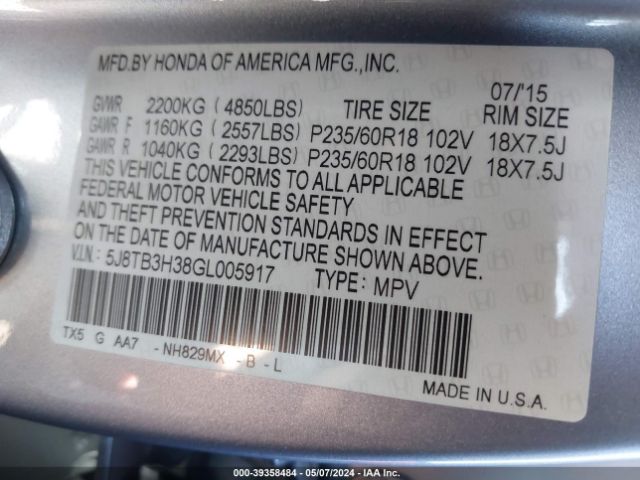 MFD.BY HONDA OF AMERICA MFG.,INC.
07/'15
GVWR 2200KG ( 4850LBS) TIRE SIZE RIM SIZE
GAWR F 1160KG ( 2557LBS) P235/60R18 102V 18X7.5J
GAWR R 1040KG ( 2293LBS) P235/60R18 102V 18X7.5J
THIS VEHICLE CONFORMS TO ALL APPLICABLE
FEDERAL MOTOR VEHICLE SAFETY
AND THEFT PREVENTION STANDARDS IN EFFECT
ON THE DATE OF MANUFACTURE SHOWN ABOVE.
V.I.N.: 5J8TB3H38GL005917 TYPE: MPV
TX5 G AA7 - NH829MX - B - L
MADE IN U.S.A.
000-39358484 - 05/07/2024 - IAA Inc.